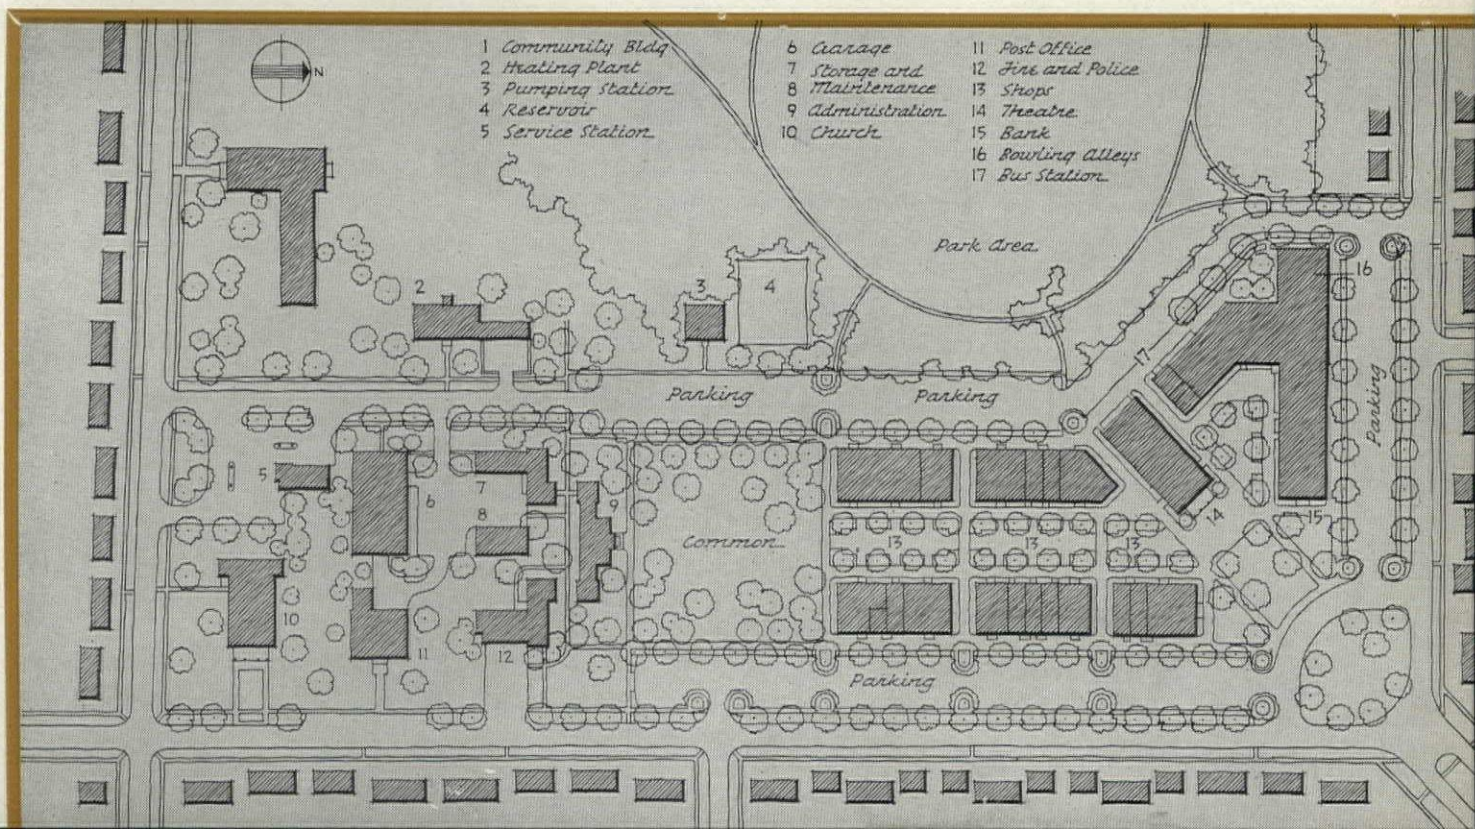 N
1 Community Bldg
2 Heating Plant
3 Pumping Station
4 Reservoir
5 Service Station
6 Garage
7 Storage and
8 Maintenance
9 Administration
10 Church
11 Post Office
12 Fire and Police
13 Shops
14 Theatre
15 Bank
16 Bowling Alleys
17 Bus Station
Park Area
2
3
4
16
17
Parking
Parking
Parking
5
6
7
8
9
Common
13
13
13
14
15
10
11
12
Parking